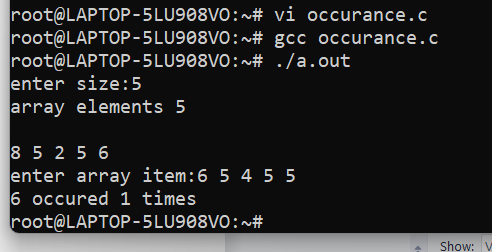 root@LAPTOP-5LU908VO:~# vi occurance.c
root@LAPTOP-5LU908VO:~# gcc occurance.c
root@LAPTOP-5LU908VO:~# ./a.out
enter size:5
array elements 5

8 5 2 5 6
enter array item:6 5 4 5 5
6 occured 1 times
root@LAPTOP-5LU908VO:~#
Show: